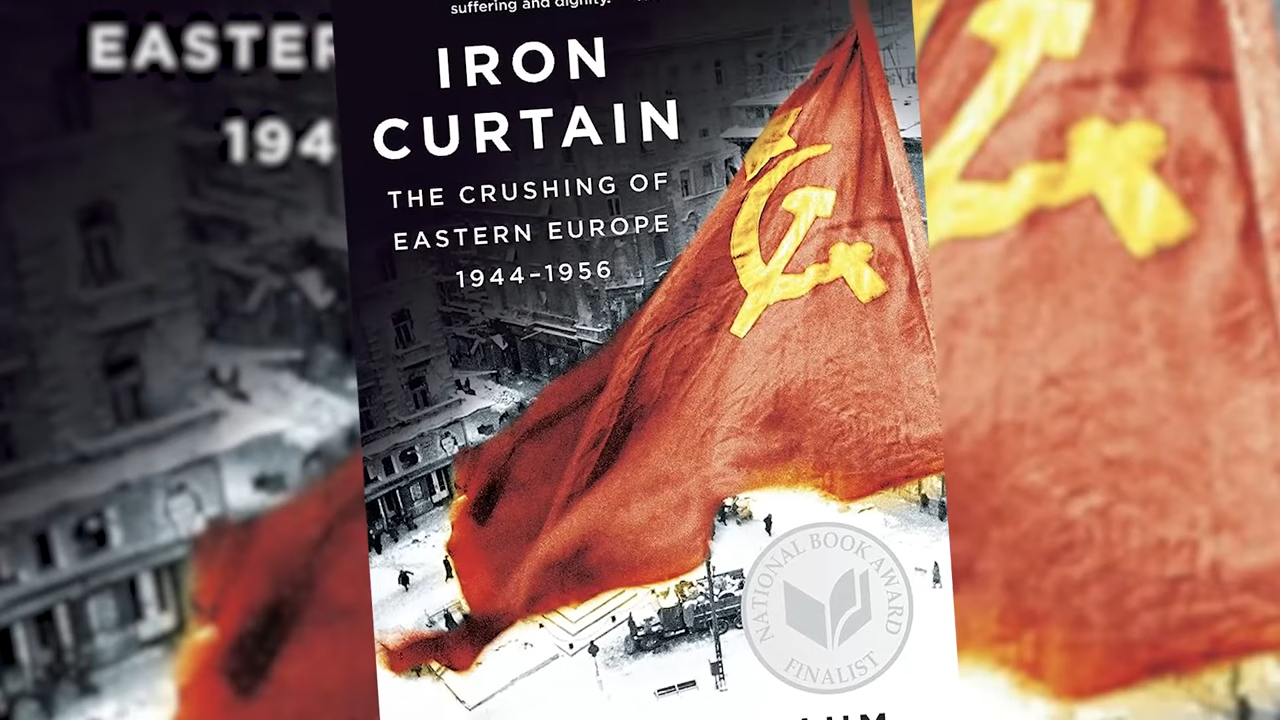 suffering and dignity.
IRON
CURTAIN
THE CRUSHING OF
EASTERN EUROPE
1944–1956
NATIONAL BOOK AWARD
FINALIST
EASTER
194